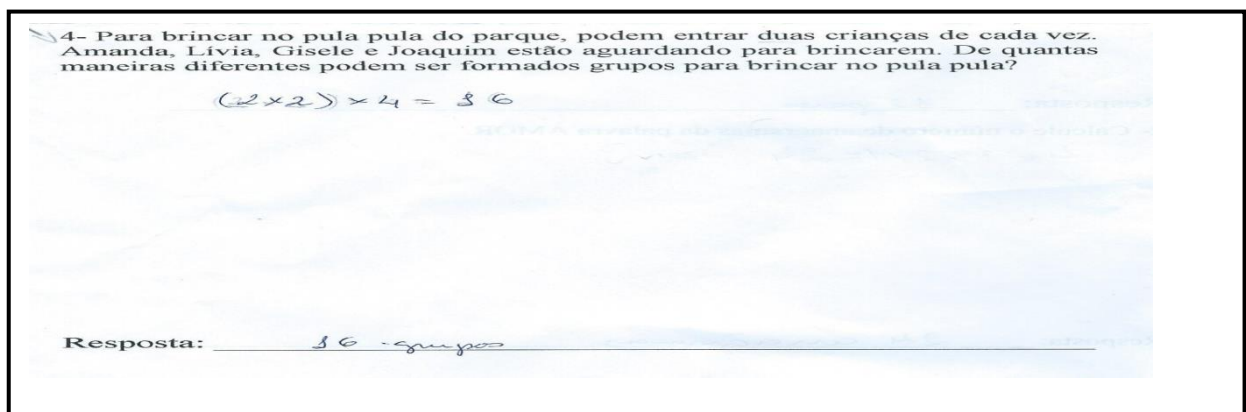 4- Para brincar no pula pula do parque, podem entrar duas crianças de cada vez.
Amanda, Lívia, Gisele e Joaquim estão aguardando para brincarem. De quantas
maneiras diferentes podem ser formados grupos para brincar no pula pula?
(2x2) x 4 = 16
Resposta: 16 grupos